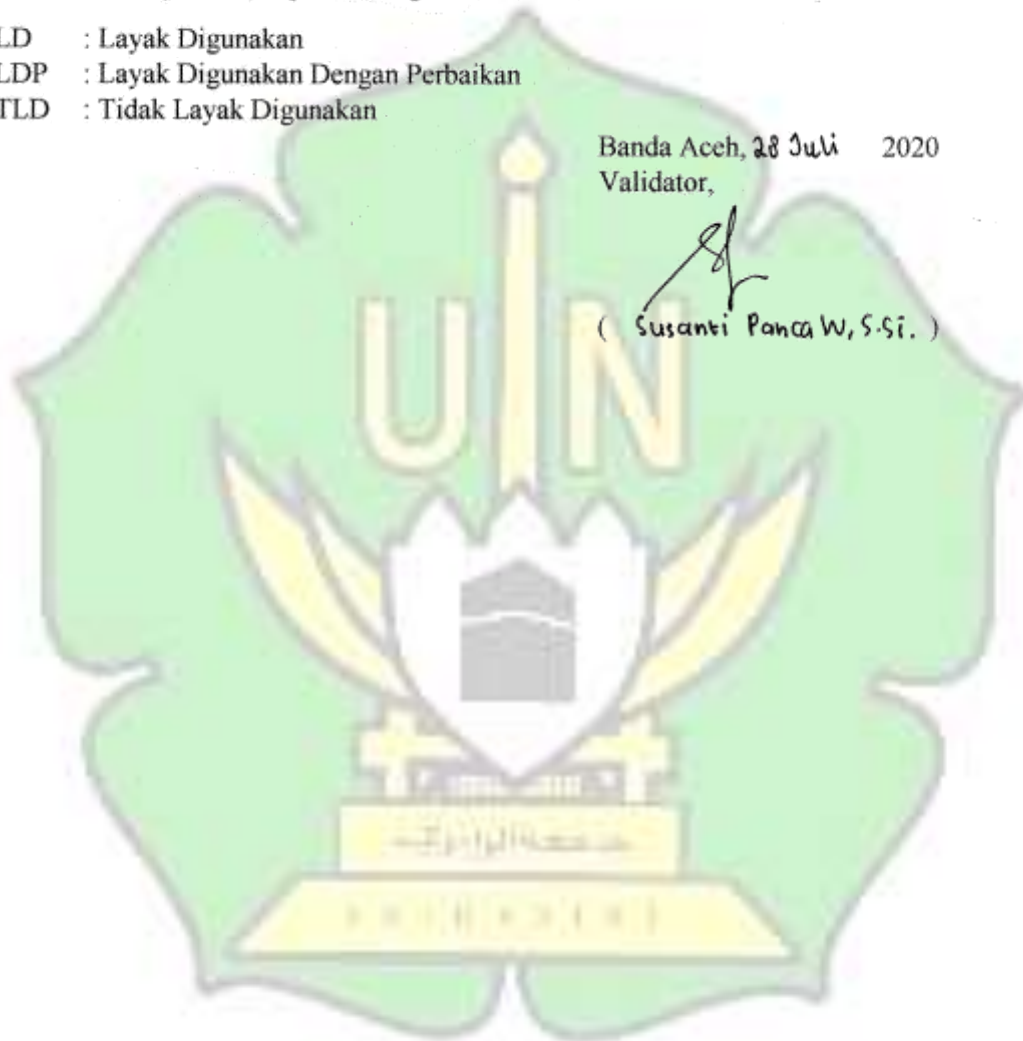 LD : Layak Digunakan
LDP : Layak Digunakan Dengan Perbaikan
TLD : Tidak Layak Digunakan
Banda Aceh, 28 Juli 2020
Validator,
( Susanti Panca W, S.Si. )
UIN